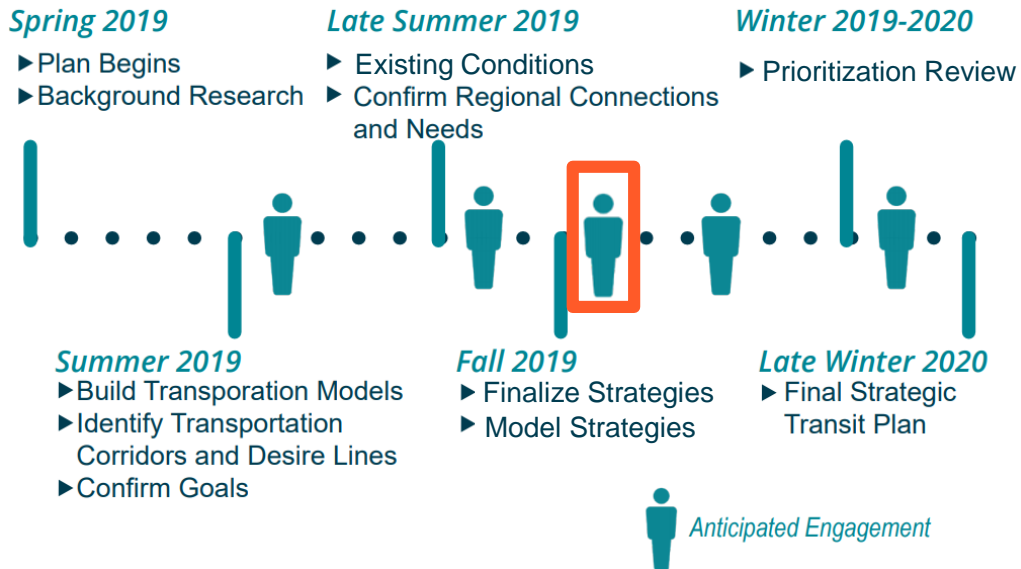 Spring 2019
▶Plan Begins
▶Background Research
Late Summer 2019
▶ Existing Conditions
▶ Confirm Regional Connections
and Needs
Winter 2019-2020
▶ Prioritization Review
Summer 2019
▶Build Transporation Models
▶Identify Transportation
Corridors and Desire Lines
▶Confirm Goals
Fall 2019
▶ Finalize Strategies
▶ Model Strategies
Late Winter 2020
▶ Final Strategic
Transit Plan
Anticipated Engagement